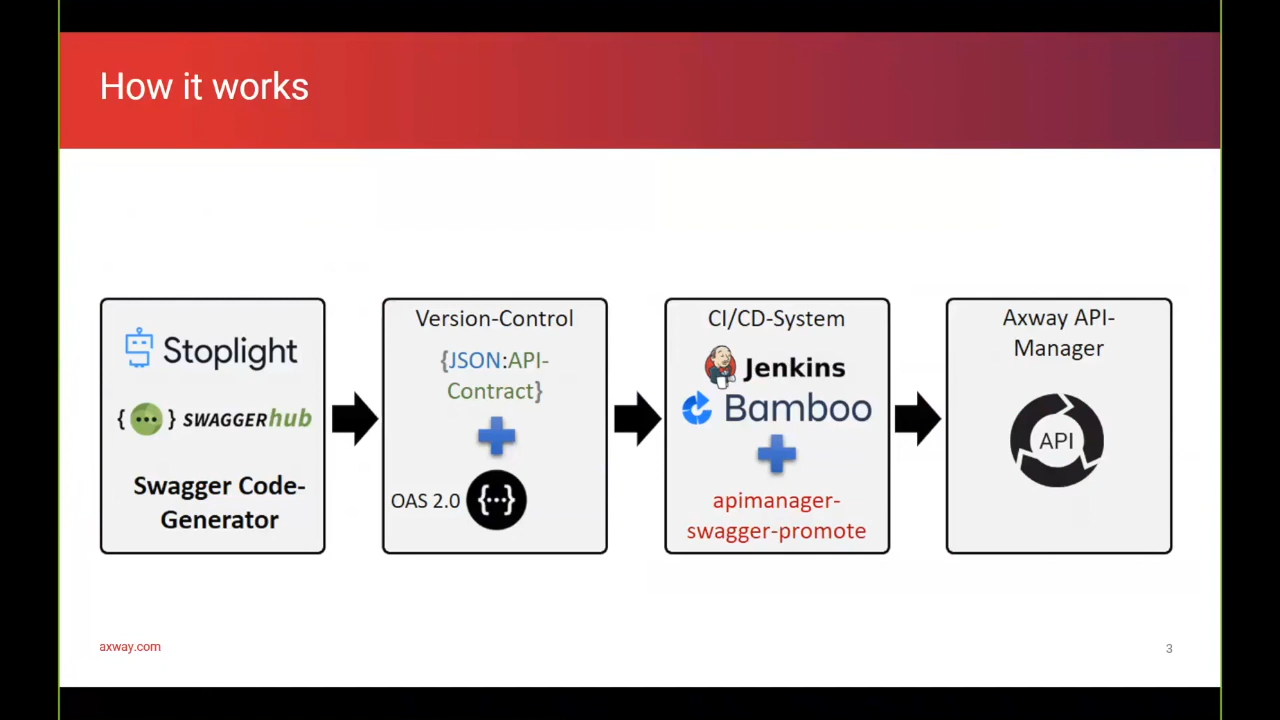 How it works
Stoplight
{···} SWAGGERhub
Swagger Code-
Generator
Version-Control
{JSON:API-
Contract}
OAS 2.0 {···}
CI/CD-System
Jenkins
Bamboo
apimanager-
swagger-promote
Axway API-
Manager
API
axway.com
3